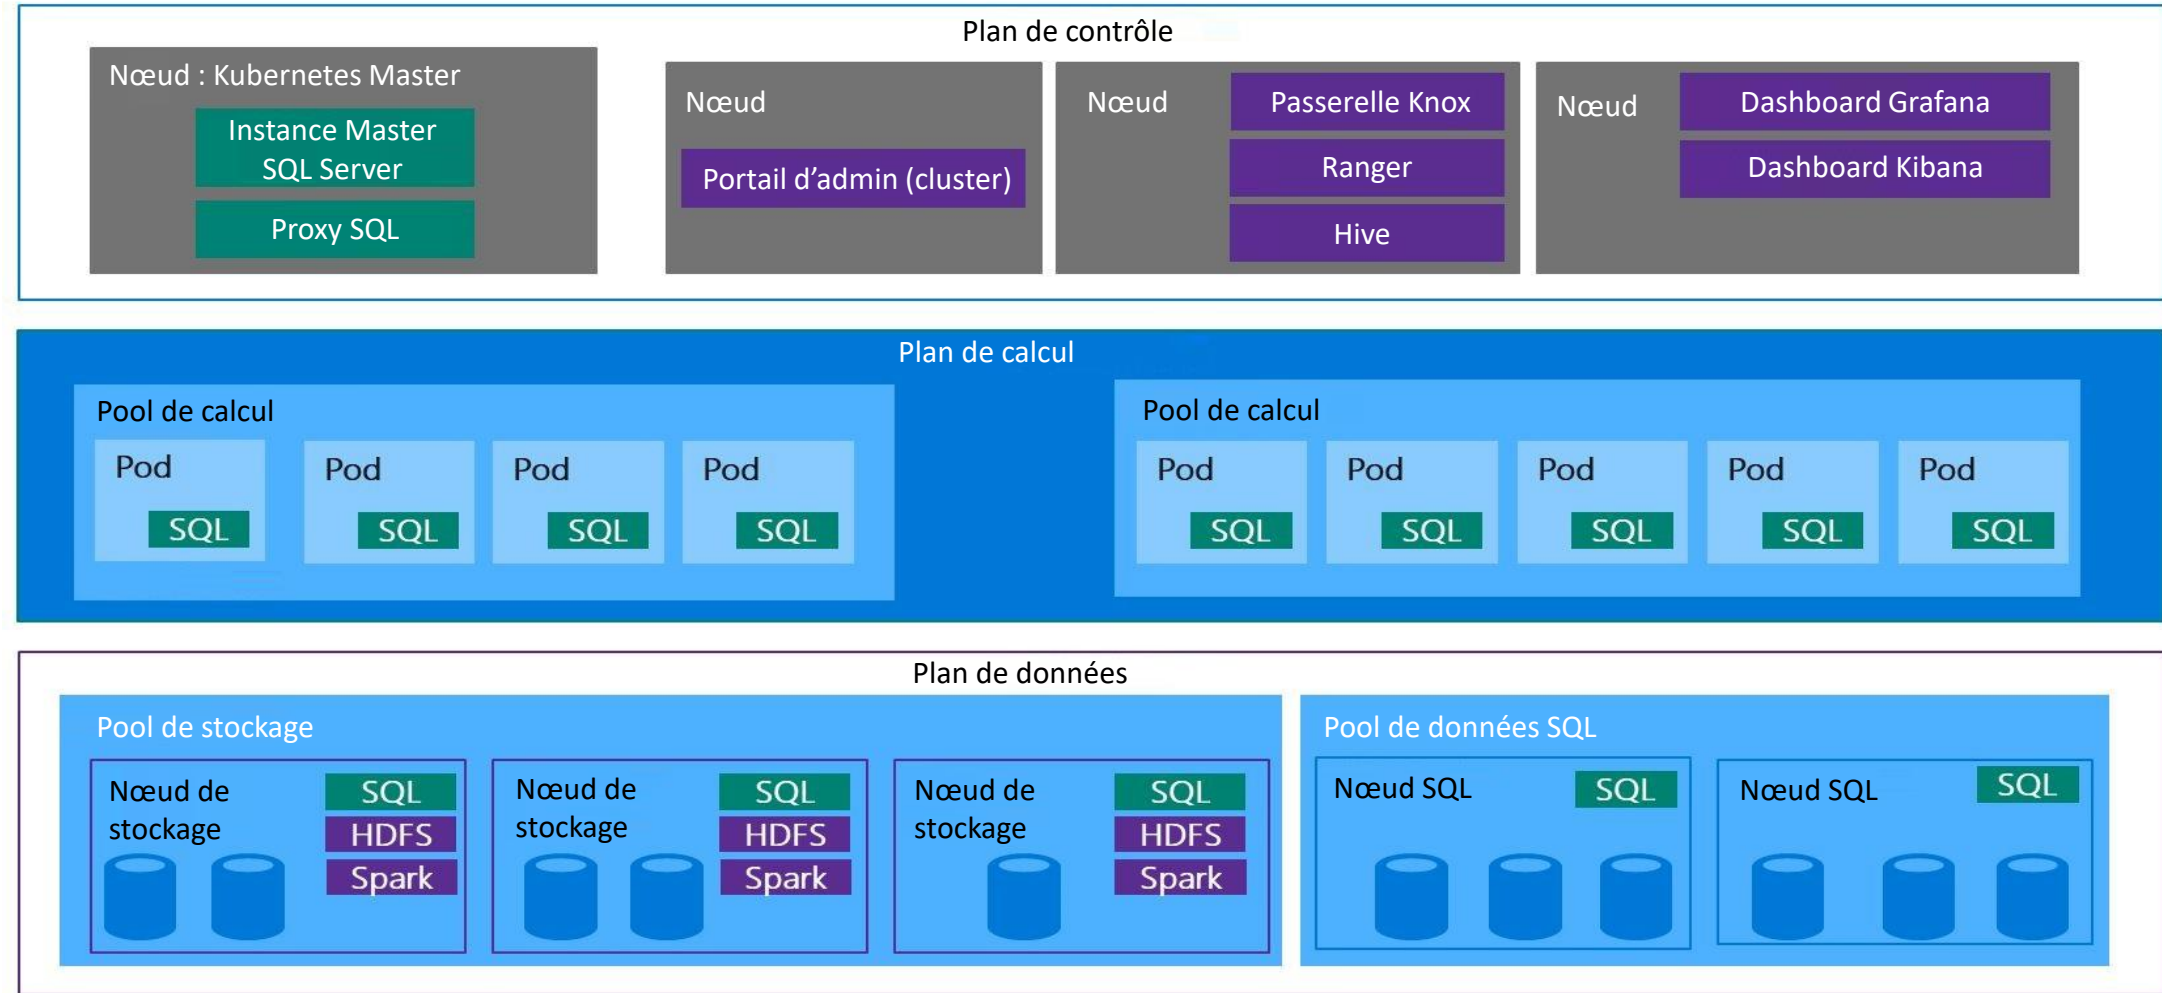 Plan de contrôle
Nœud : Kubernetes Master
Instance Master
SQL Server
Proxy SQL
Nœud
Portail d’admin (cluster)
Nœud
Passerelle Knox
Ranger
Hive
Nœud
Dashboard Grafana
Dashboard Kibana
Plan de calcul
Pool de calcul
Pod
SQL
Pod
SQL
Pod
SQL
Pod
SQL
Pool de calcul
Pod
SQL
Pod
SQL
Pod
SQL
Pod
SQL
Pod
SQL
Plan de données
Pool de stockage
Nœud de
stockage
SQL
HDFS
Spark
Nœud de
stockage
SQL
HDFS
Spark
Nœud de
stockage
SQL
HDFS
Spark
Pool de données SQL
Nœud SQL
SQL
Nœud SQL
SQL